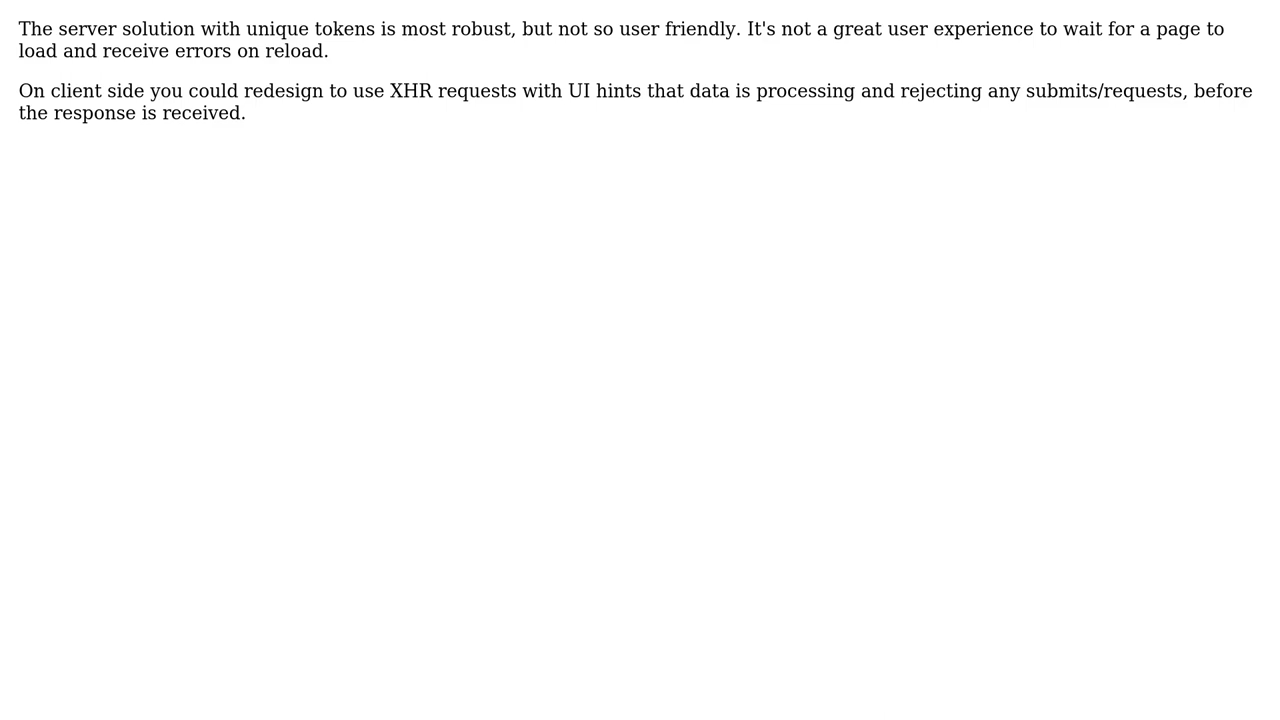 The server solution with unique tokens is most robust, but not so user friendly. It's not a great user experience to wait for a page to
load and receive errors on reload.
On client side you could redesign to use XHR requests with UI hints that data is processing and rejecting any submits/requests, before
the response is received.